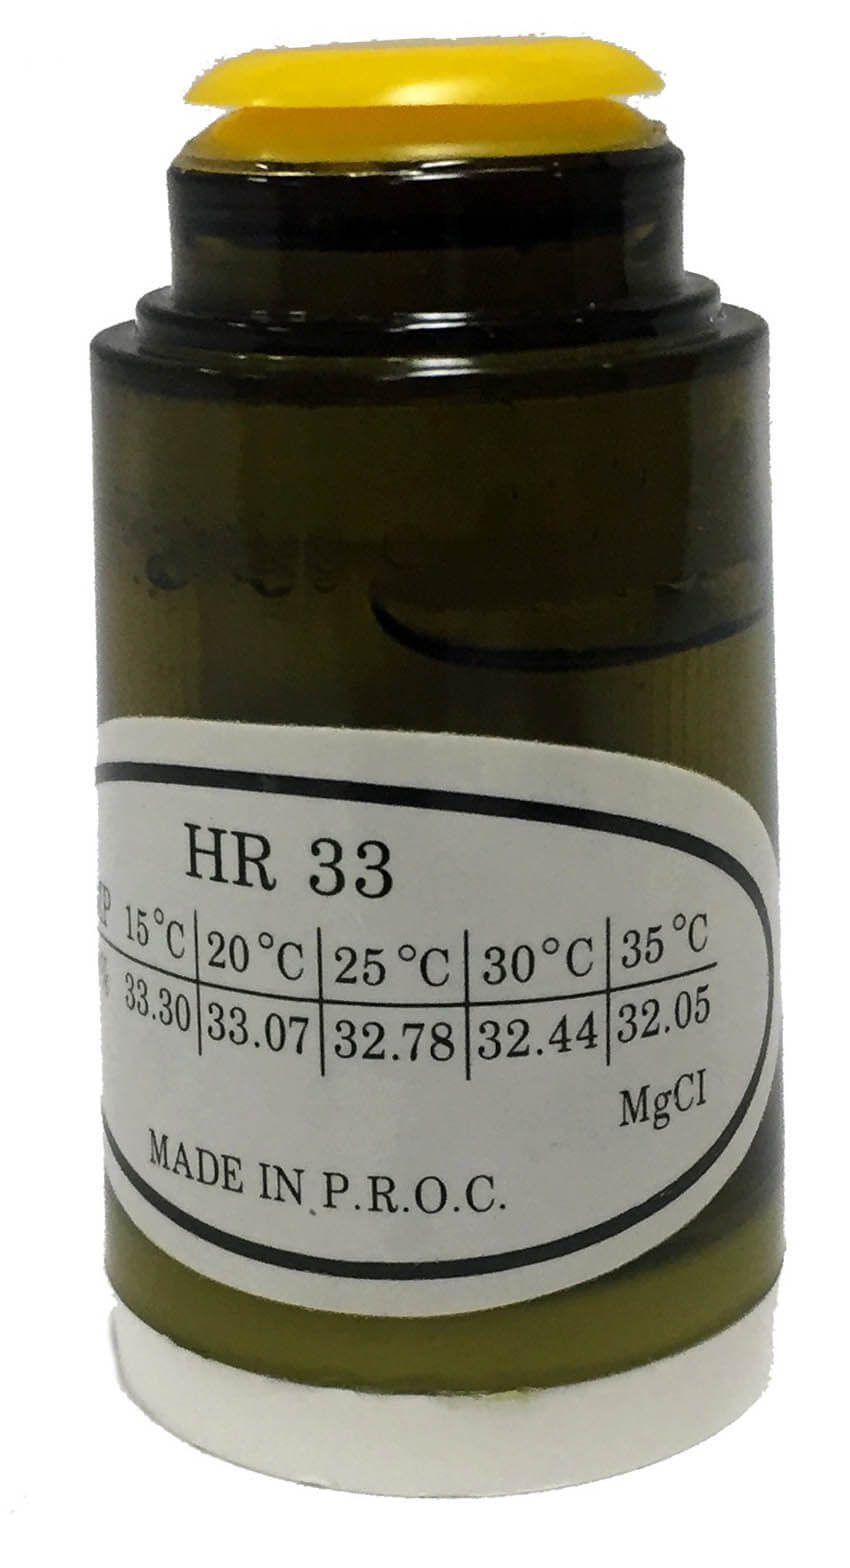 HR 33
15°C 20°C 25°C 30°C 35°C
33.30 33.07 32.78 32.44 32.05
MgCI
MADE IN P.R.O.C.